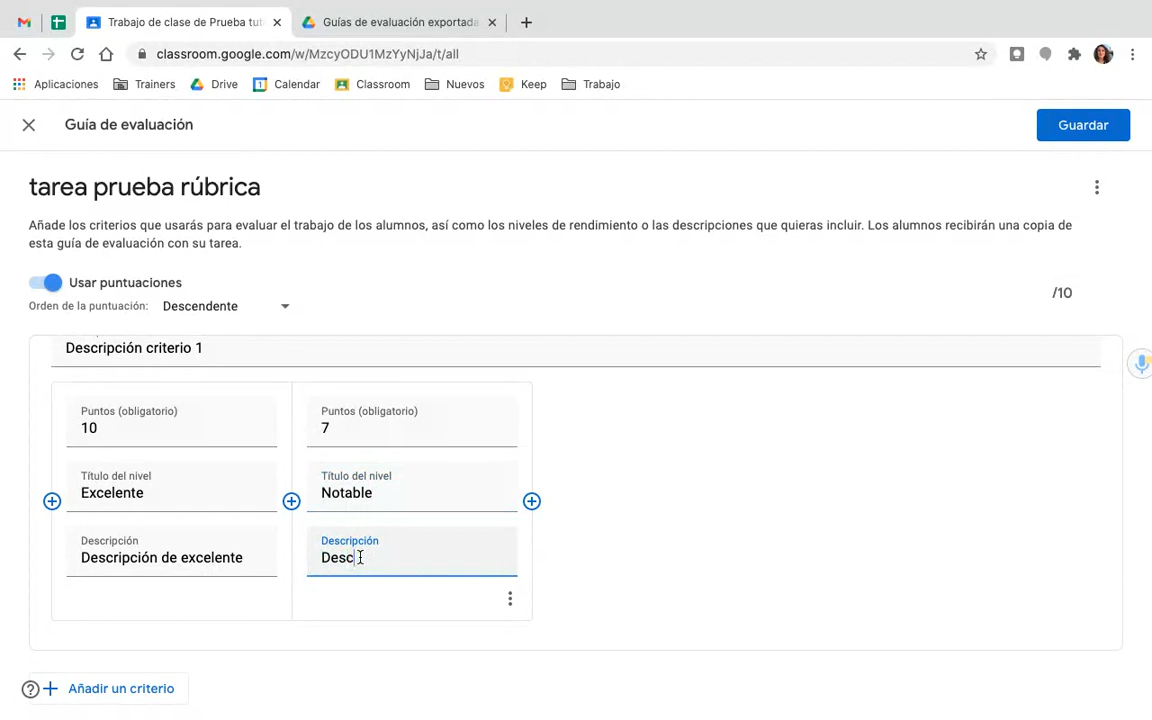 Trabajo de clase de Prueba tut
Guías de evaluación exportada
classroom.google.com/w/MzcyODU1MzYyNjJa/t/all
Aplicaciones Trainers Drive Calendar Classroom Nuevos Keep Trabajo
Guía de evaluación
Guardar
tarea prueba rúbrica
Añade los criterios que usarás para evaluar el trabajo de los alumnos, así como los niveles de rendimiento o las descripciones que quieras incluir. Los alumnos recibirán una copia de
esta guía de evaluación con su tarea.
Usar puntuaciones
Orden de la puntuación: Descendente
/10
Descripción criterio 1
Puntos (obligatorio)
10
Título del nivel
Excelente
Descripción
Descripción de excelente
Puntos (obligatorio)
7
Título del nivel
Notable
Descripción
Desc
Añadir un criterio